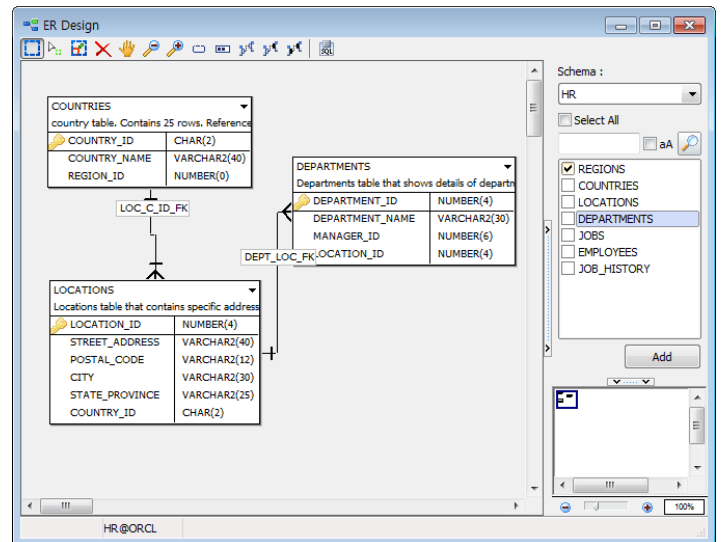 ER Design
SQL
COUNTRIES
country table. Contains 25 rows. Reference
COUNTRY_ID CHAR(2)
COUNTRY_NAME VARCHAR2(40)
REGION_ID NUMBER(0)
LOC_C_ID_FK
DEPARTMENTS
Departments table that shows details of departn
DEPARTMENT_ID NUMBER(4)
DEPARTMENT_NAME VARCHAR2(30)
MANAGER_ID NUMBER(6)
LOCATION_ID NUMBER(4)
DEPT_LOC_FK
LOCATIONS
Locations table that contains specific address
LOCATION_ID NUMBER(4)
STREET_ADDRESS VARCHAR2(40)
POSTAL_CODE VARCHAR2(12)
CITY VARCHAR2(30)
STATE_PROVINCE VARCHAR2(25)
COUNTRY_ID CHAR(2)
Schema :
HR
Select All
aA
REGIONS
COUNTRIES
LOCATIONS
DEPARTMENTS
JOBS
EMPLOYEES
JOB_HISTORY
Add
100%
HR@ORCL